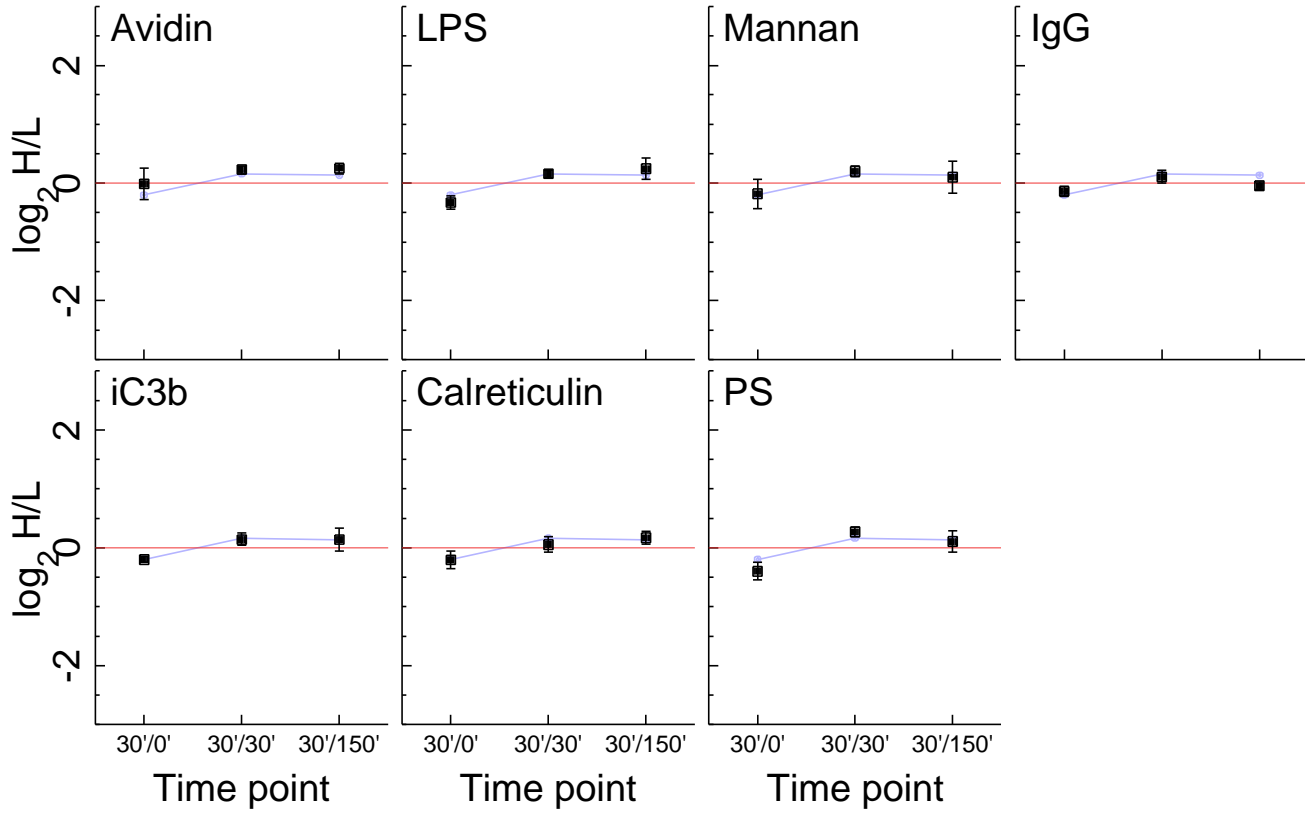 Avidin LPS Mannan IgG
2
0
-2
log2 H/L
iC3b Calreticulin PS
2
0
-2
log2 H/L
30'/0' 30'/30' 30'/150' 30'/0' 30'/30' 30'/150' 30'/0' 30'/30' 30'/150'
Time point Time point Time point